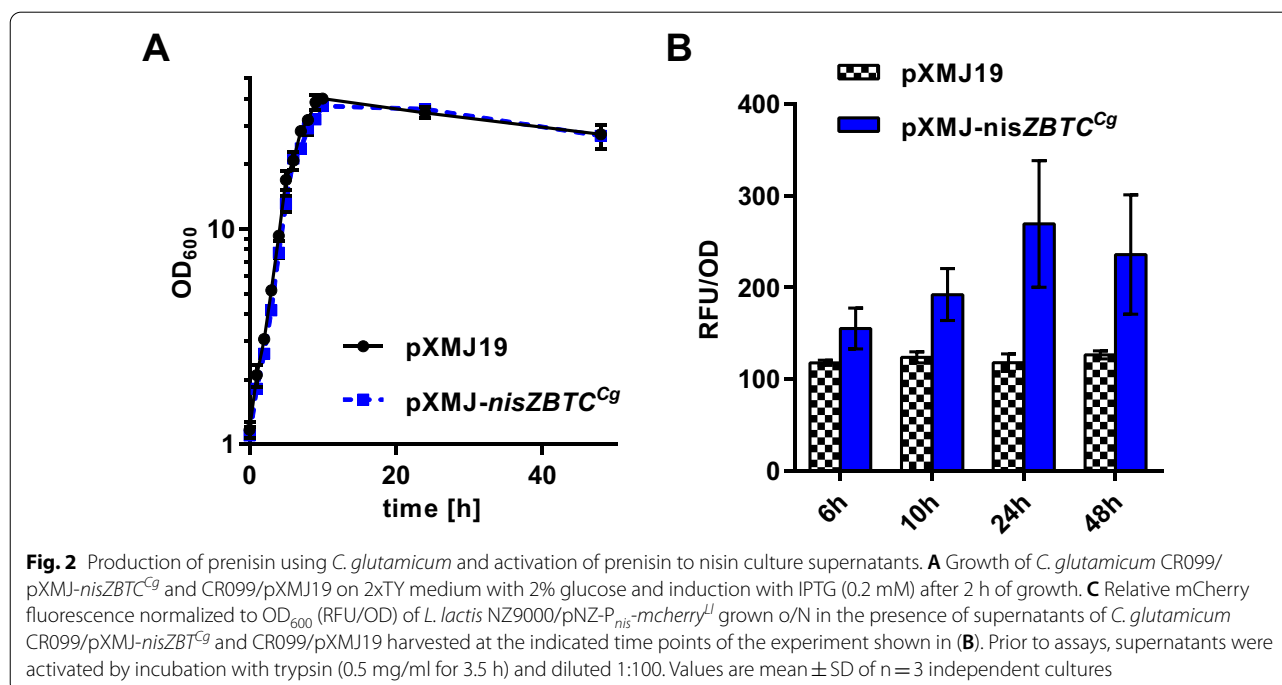 A
10
1
OD600
0
20
40
time [h]
pXMJ19
pXMJ-nisZBTC^Cg
B
pXMJ19
pXMJ-nisZBTC^Cg
400
300
200
100
0
RFU/OD
6h
10h
24h
48h
Fig. 2 Production of prenisin using C. glutamicum and activation of prenisin to nisin culture supernatants. A Growth of C. glutamicum CR099/
pXMJ-nisZBTC^Cg and CR099/pXMJ19 on 2xTY medium with 2% glucose and induction with IPTG (0.2 mM) after 2 h of growth. C Relative mCherry
fluorescence normalized to OD600 (RFU/OD) of L. lactis NZ9000/pNZ-Pnis-mcherry^Ll grown o/N in the presence of supernatants of C. glutamicum
CR099/pXMJ-nisZBT^Cg and CR099/pXMJ19 harvested at the indicated time points of the experiment shown in (B). Prior to assays, supernatants were
activated by incubation with trypsin (0.5 mg/ml for 3.5 h) and diluted 1:100. Values are mean ± SD of n = 3 independent cultures